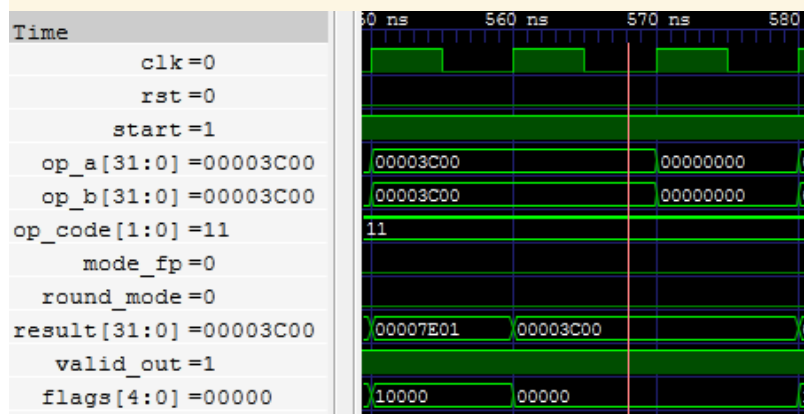 Time
50 ns 560 ns 570 ns 580
clk=0
rst=0
start=1
op_a[31:0]=00003C00 00003C00 00000000
op_b[31:0]=00003C00 00003C00 00000000
op_code[1:0]=11 11
mode_fp=0
round_mode=0
result[31:0]=00003C00 00007E01 00003C00
valid_out=1
flags[4:0]=00000 10000 00000